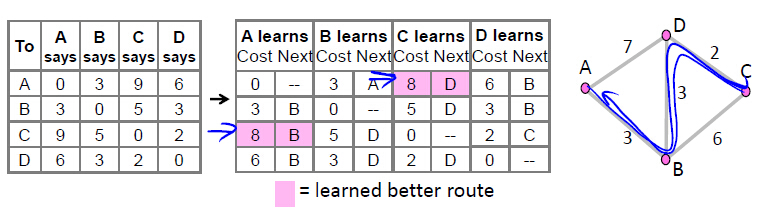 To A says B says C says D says
A 0 3 9 6
B 3 0 5 3
C 9 5 0 2
D 6 3 2 0
A learns B learns C learns D learns
Cost Next Cost Next Cost Next Cost Next
0 -- 3 A 8 D 6 B
3 B 0 -- 5 D 3 B
8 B 5 D 0 -- 2 C
6 B 3 D 2 D 0 --
= learned better route
D
7 2
A C
3
3 6
B